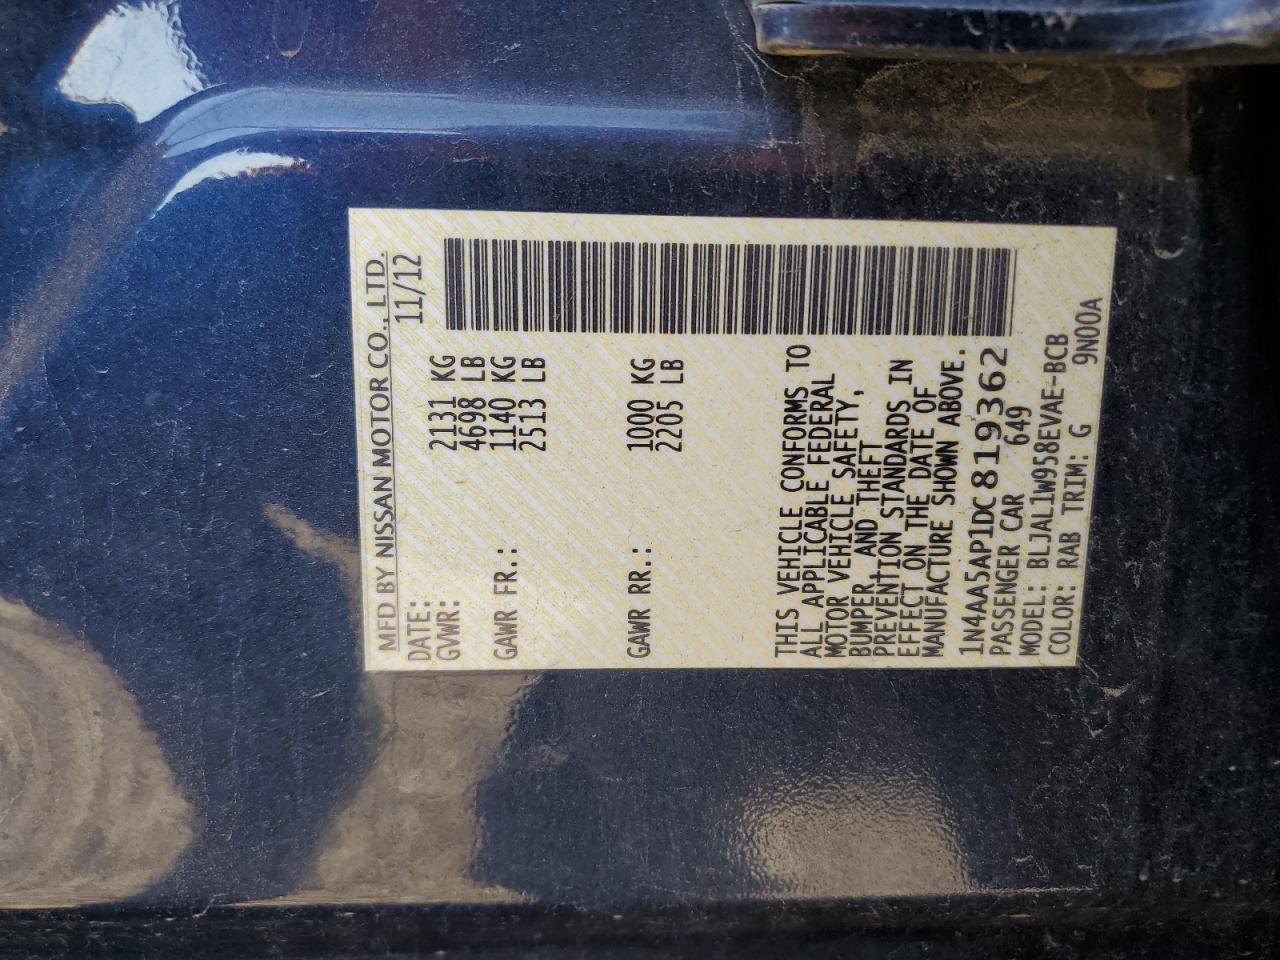 MFD BY NISSAN MOTOR CO., LTD.
DATE: 11/12
GVWR: 2131 KG
4698 LB
GAWR FR.: 1140 KG
2513 LB
GAWR RR.: 1000 KG
2205 LB
THIS VEHICLE CONFORMS TO
ALL APPLICABLE FEDERAL
MOTOR VEHICLE SAFETY,
BUMPER, AND THEFT
PREVENTION STANDARDS IN
EFFECT ON THE DATE OF
MANUFACTURE SHOWN ABOVE.
1N4AA5AP1DC819362
PASSENGER CAR 649
MODEL: BLJAL1W958EVAE-BCB
COLOR: RAB TRIM: G 9N00A